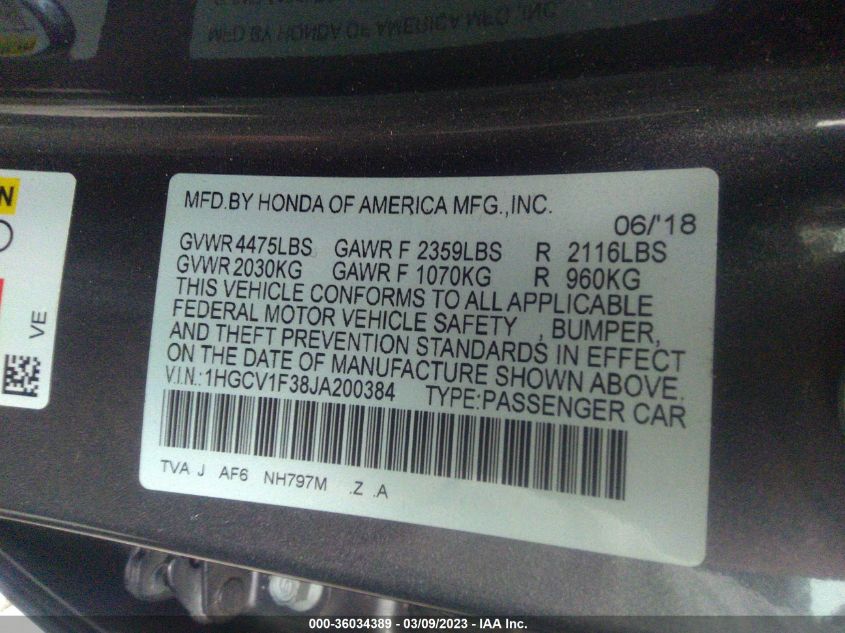 MFD BY HONDA OF AMERICA MFG.,INC.
N
VE
MFD.BY HONDA OF AMERICA MFG.,INC.
06/'18
GVWR 4475LBS GAWR F 2359LBS R 2116LBS
GVWR 2030KG GAWR F 1070KG R 960KG
THIS VEHICLE CONFORMS TO ALL APPLICABLE
FEDERAL MOTOR VEHICLE SAFETY , BUMPER,
AND THEFT PREVENTION STANDARDS IN EFFECT
ON THE DATE OF MANUFACTURE SHOWN ABOVE.
V.I.N.:1HGCV1F38JA200384 TYPE:PASSENGER CAR
TVA J AF6 NH797M .Z .A
000-36034389 - 03/09/2023 - IAA Inc.